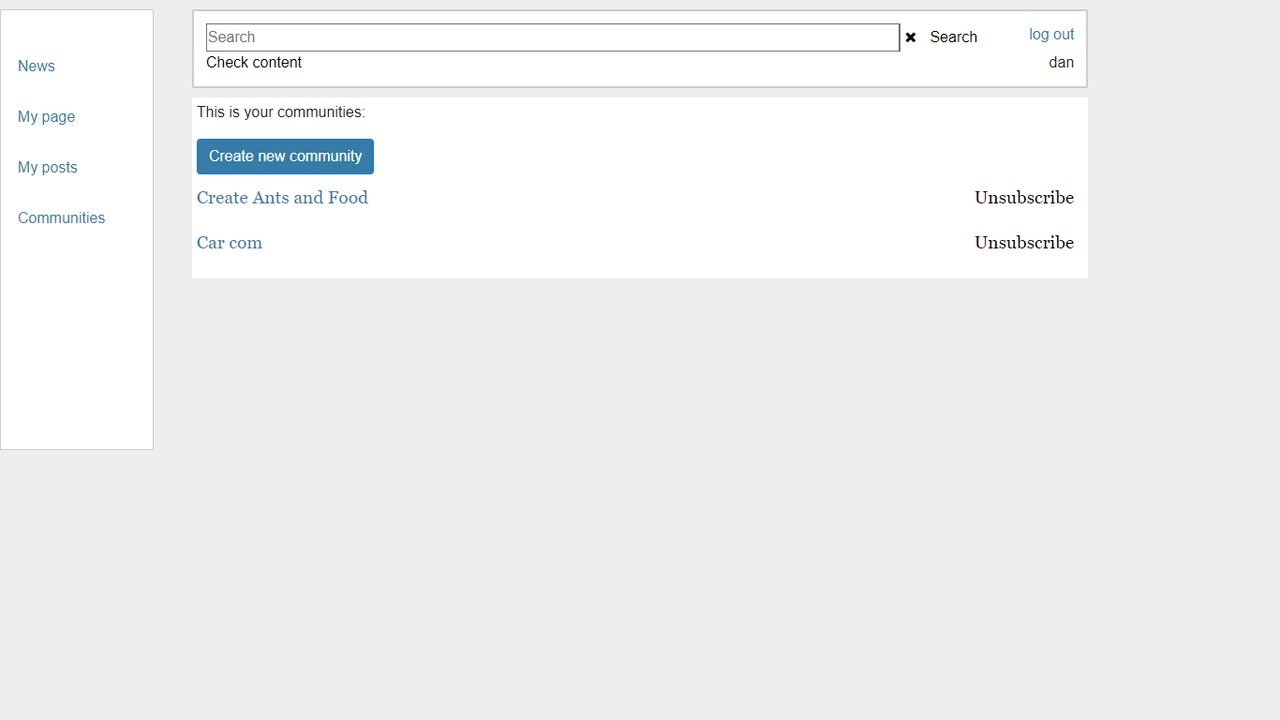 News
My page
My posts
Communities
Search ✖ Search log out
Check content dan
This is your communities:
Create new community
Create Ants and Food Unsubscribe
Car com Unsubscribe